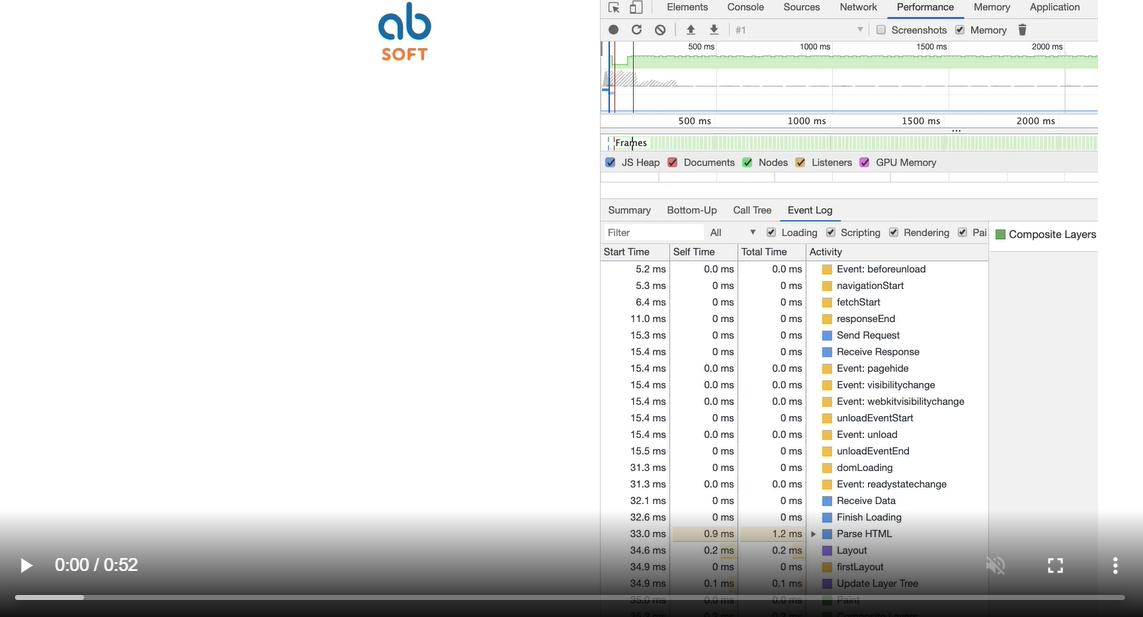 ab
SOFT
Elements Console Sources Network Performance Memory Application
#1 Screenshots Memory
500 ms 1000 ms 1500 ms 2000 ms
500 ms 1000 ms 1500 ms 2000 ms
...
Frames
JS Heap Documents Nodes Listeners GPU Memory
Summary Bottom-Up Call Tree Event Log
Filter All Loading Scripting Rendering Pai
Composite Layers
Start Time Self Time Total Time Activity
5.2 ms 0.0 ms 0.0 ms Event: beforeunload
5.3 ms 0 ms 0 ms navigationStart
6.4 ms 0 ms 0 ms fetchStart
11.0 ms 0 ms 0 ms responseEnd
15.3 ms 0 ms 0 ms Send Request
15.4 ms 0 ms 0 ms Receive Response
15.4 ms 0.0 ms 0.0 ms Event: pagehide
15.4 ms 0.0 ms 0.0 ms Event: visibilitychange
15.4 ms 0.0 ms 0.0 ms Event: webkitvisibilitychange
15.4 ms 0 ms 0 ms unloadEventStart
15.4 ms 0.0 ms 0.0 ms Event: unload
15.5 ms 0 ms 0 ms unloadEventEnd
31.3 ms 0 ms 0 ms domLoading
31.3 ms 0.0 ms 0.0 ms Event: readystatechange
32.1 ms 0 ms 0 ms Receive Data
32.6 ms 0 ms 0 ms Finish Loading
33.0 ms 0.9 ms 1.2 ms Parse HTML
34.6 ms 0.2 ms 0.2 ms Layout
34.9 ms 0 ms 0 ms firstLayout
34.9 ms 0.1 ms 0.1 ms Update Layer Tree
35.0 ms 0.0 ms 0.0 ms Paint
0:00 / 0:52